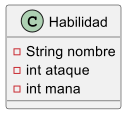 C Habilidad
String nombre
int ataque
int mana